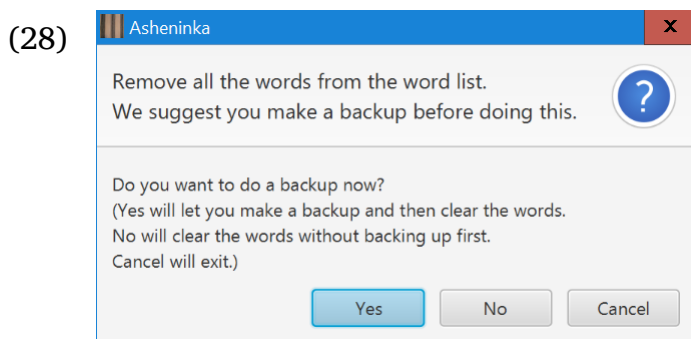 (28)
Asheninka
x
Remove all the words from the word list.
We suggest you make a backup before doing this.
?
Do you want to do a backup now?
(Yes will let you make a backup and then clear the words.
No will clear the words without backing up first.
Cancel will exit.)
Yes No Cancel